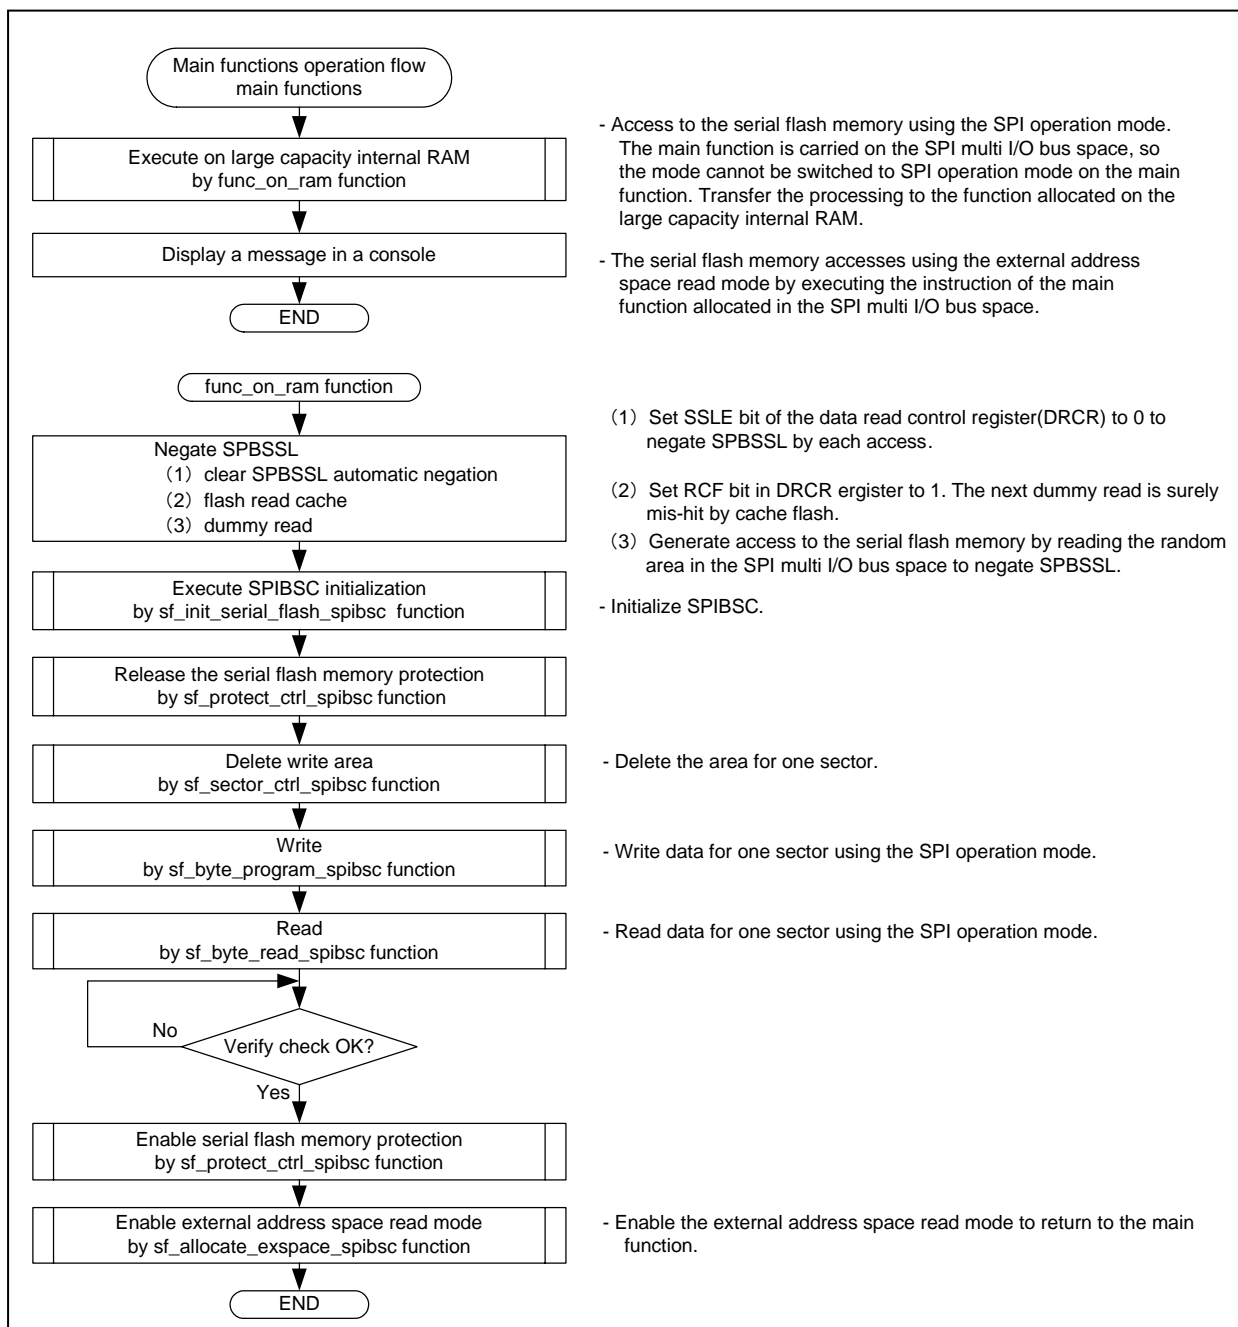 Main functions operation flow
main functions
Execute on large capacity internal RAM
by func_on_ram function
Display a message in a console
END
- Access to the serial flash memory using the SPI operation mode.
The main function is carried on the SPI multi I/O bus space, so
the mode cannot be switched to SPI operation mode on the main
function. Transfer the processing to the function allocated on the
large capacity internal RAM.
- The serial flash memory accesses using the external address
space read mode by executing the instruction of the main
function allocated in the SPI multi I/O bus space.
func_on_ram function
Negate SPBSSL
（1）clear SPBSSL automatic negation
（2）flash read cache
（3）dummy read
（1）Set SSLE bit of the data read control register(DRCR) to 0 to
negate SPBSSL by each access.
（2）Set RCF bit in DRCR ergister to 1. The next dummy read is surely
mis-hit by cache flash.
（3）Generate access to the serial flash memory by reading the random
area in the SPI multi I/O bus space to negate SPBSSL.
Execute SPIBSC initialization
by sf_init_serial_flash_spibsc function
- Initialize SPIBSC.
Release the serial flash memory protection
by sf_protect_ctrl_spibsc function
Delete write area
by sf_sector_ctrl_spibsc function
- Delete the area for one sector.
Write
by sf_byte_program_spibsc function
- Write data for one sector using the SPI operation mode.
Read
by sf_byte_read_spibsc function
- Read data for one sector using the SPI operation mode.
No
Verify check OK?
Yes
Enable serial flash memory protection
by sf_protect_ctrl_spibsc function
Enable external address space read mode
by sf_allocate_exspace_spibsc function
- Enable the external address space read mode to return to the main
function.
END